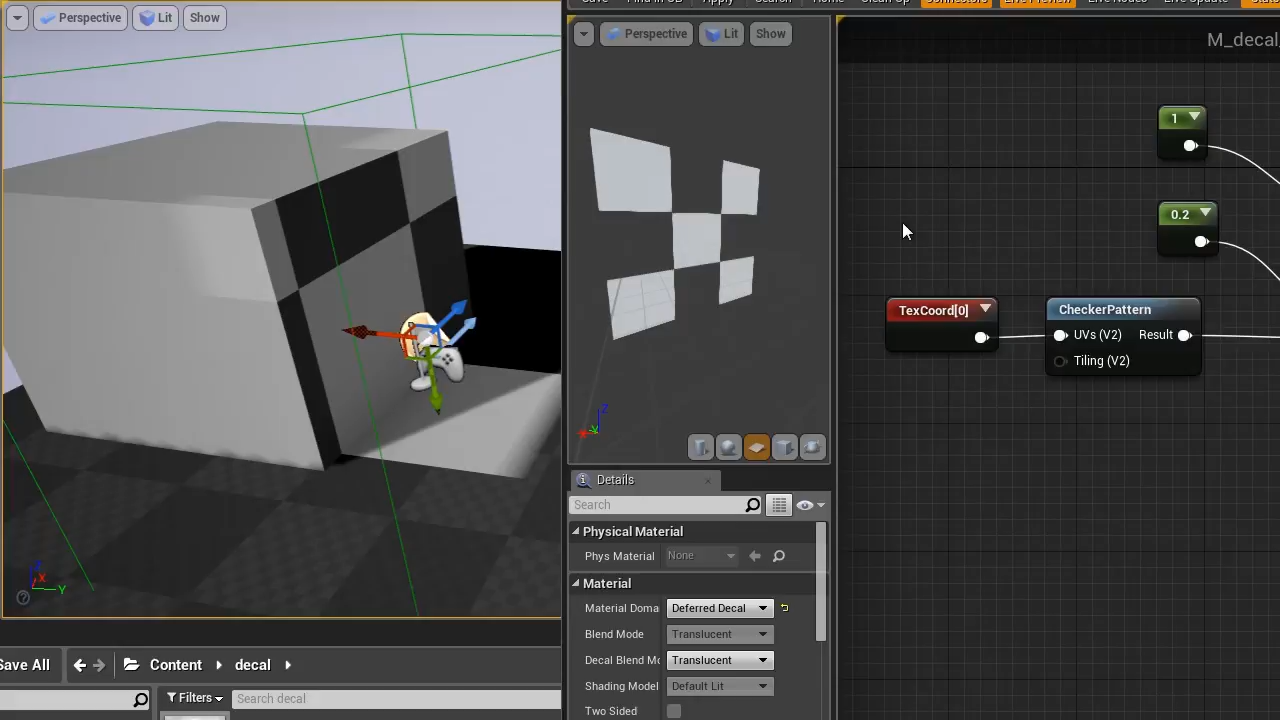 Save Find in CB Apply Search Home Clean Up Connectors Live Preview Live Nodes Live Update Stats
Perspective Lit Show
Perspective Lit Show
M_decal
1
0.2
TexCoord[0]
CheckerPattern
UVs (V2) Result
Tiling (V2)
Z
X
Y
Z
Details
Search
Physical Material
Phys Material None
Material
Material Doma Deferred Decal
Blend Mode Translucent
Decal Blend Mo Translucent
Shading Model Default Lit
Two Sided
Save All Content decal
Filters Search decal